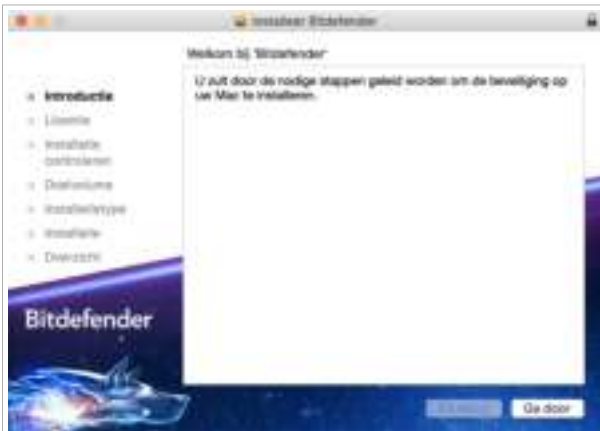 Installeer Bitdefender
Welkom bij 'Bitdefender'
U zult door de nodige stappen geleid worden om de beveiliging op
uw Mac te installeren.
Introductie
Licentie
Installatie
controleren
Doelvolume
Installatietype
Installatie
Overzicht
Bitdefender
Ga door